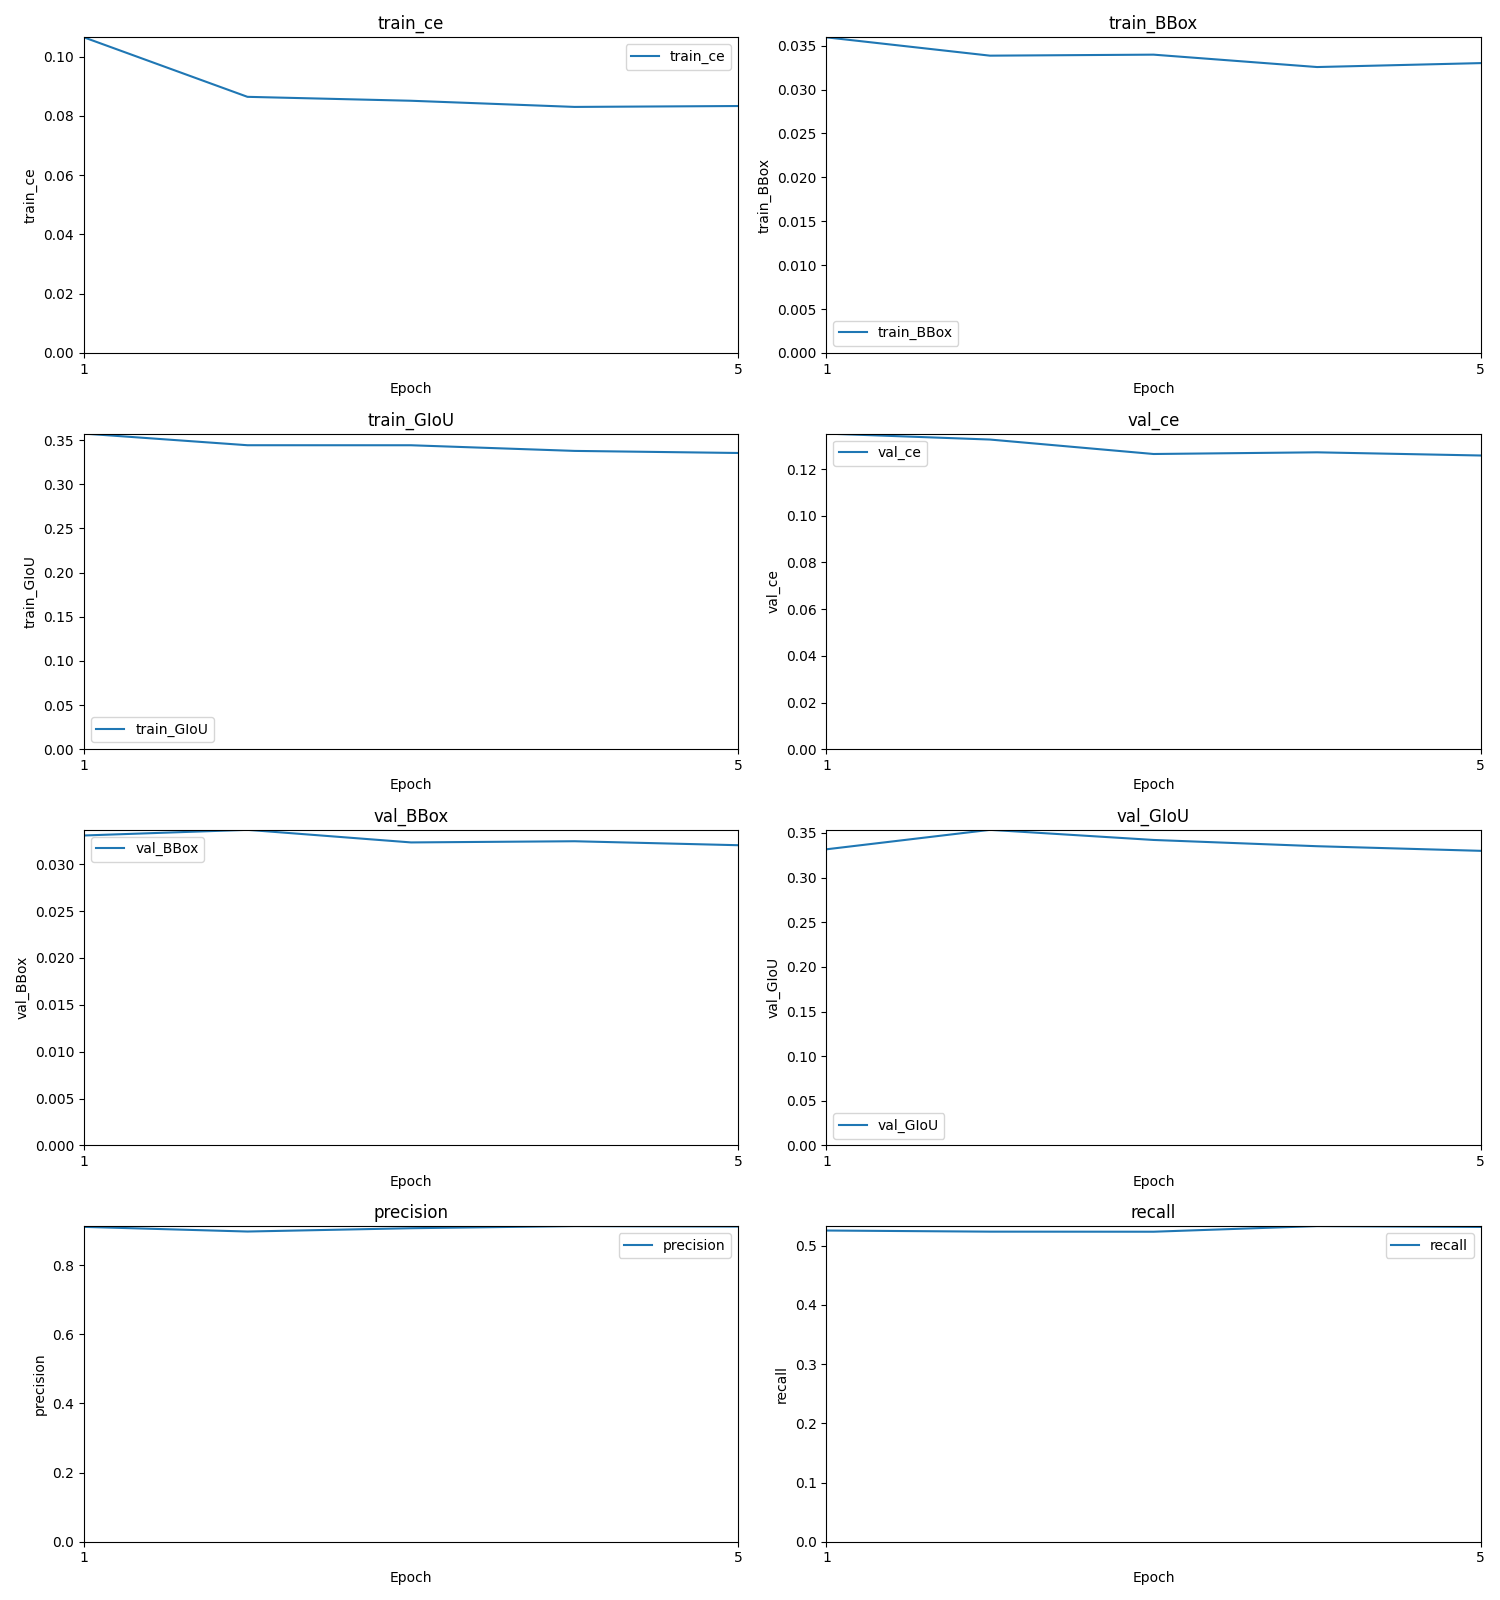 train_ce
train_ce
train_ce
0.10
0.08
0.06
0.04
0.02
0.00
1
5
Epoch
train_BBox
train_BBox
train_BBox
0.035
0.030
0.025
0.020
0.015
0.010
0.005
0.000
1
5
Epoch
train_GIoU
train_GIoU
train_GIoU
0.35
0.30
0.25
0.20
0.15
0.10
0.05
0.00
1
5
Epoch
val_ce
val_ce
val_ce
0.12
0.10
0.08
0.06
0.04
0.02
0.00
1
5
Epoch
val_BBox
val_BBox
val_BBox
0.030
0.025
0.020
0.015
0.010
0.005
0.000
1
5
Epoch
val_GIoU
val_GIoU
val_GIoU
0.35
0.30
0.25
0.20
0.15
0.10
0.05
0.00
1
5
Epoch
precision
precision
precision
0.8
0.6
0.4
0.2
0.0
1
5
Epoch
recall
recall
recall
0.5
0.4
0.3
0.2
0.1
0.0
1
5
Epoch